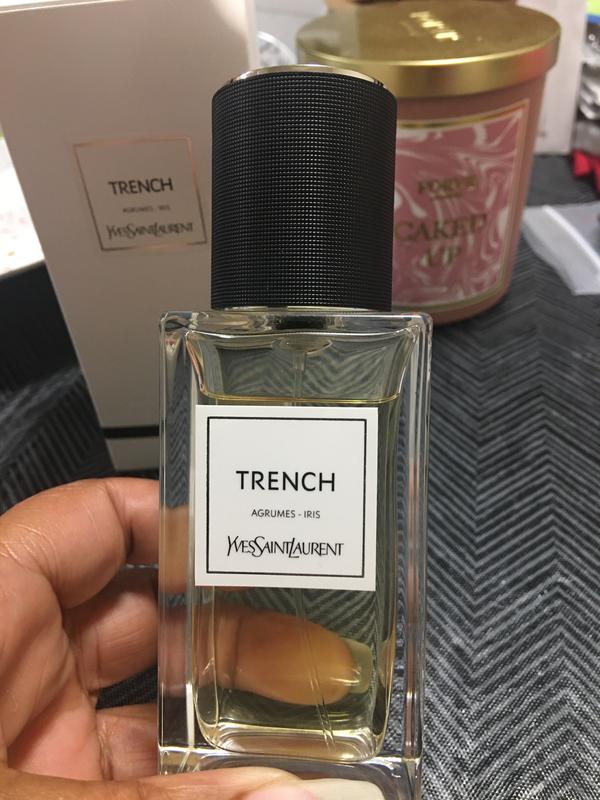 TRENCH
AGRUMES - IRIS
YVESSAINTLAURENT
CAKED
UP
TRENCH
AGRUMES - IRIS
YVESSAINTLAURENT